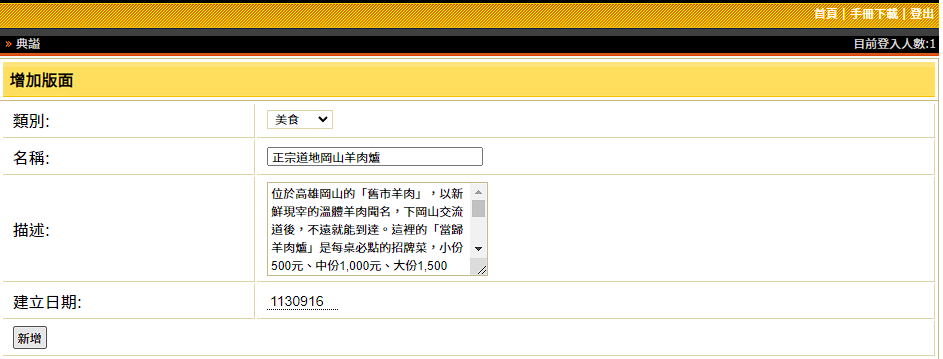 首頁 | 手冊下載 | 登出
» 典謚 目前登入人數:1
增加版面
類別: 美食
名稱: 正宗道地岡山羊肉爐
描述:
位於高雄岡山的「舊市羊肉」，以新
鮮現宰的溫體羊肉聞名，下岡山交流
道後，不遠就能到達。這裡的「當歸
羊肉爐」是每桌必點的招牌菜，小份
500元、中份1,000元、大份1,500
建立日期: 1130916
新增